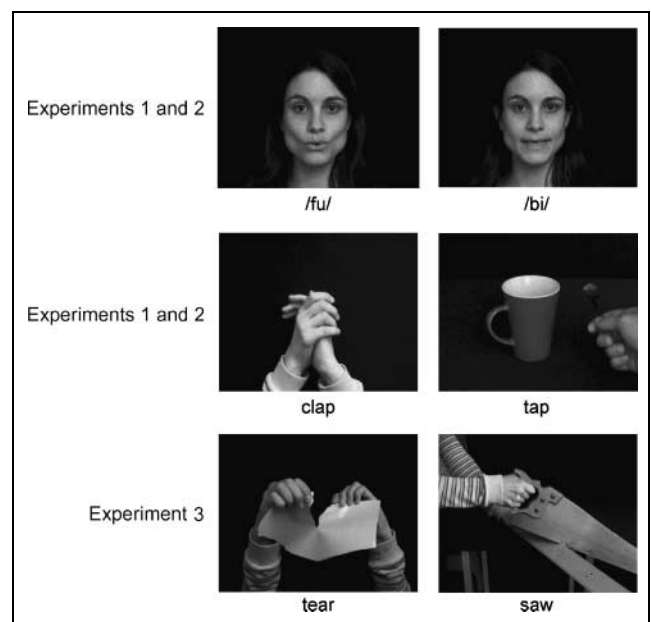 Experiments 1 and 2
/fu/ /bi/
Experiments 1 and 2
clap tap
Experiment 3
tear saw